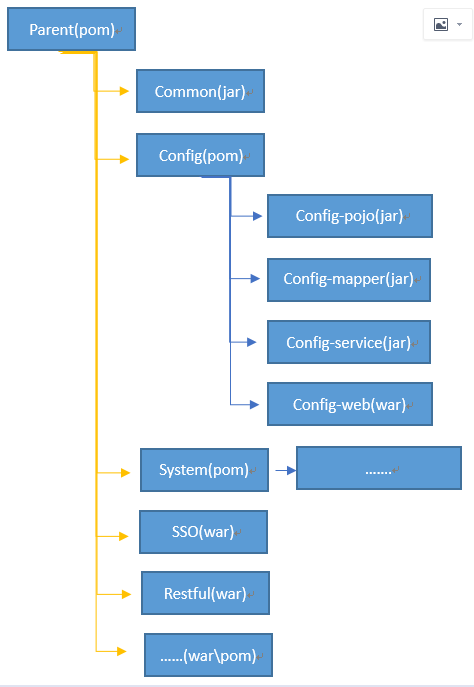 Parent(pom)
Common(jar)
Config(pom)
Config-pojo(jar)
Config-mapper(jar)
Config-service(jar)
Config-web(war)
System(pom)
.......
SSO(war)
Restful(war)
......(war\pom)